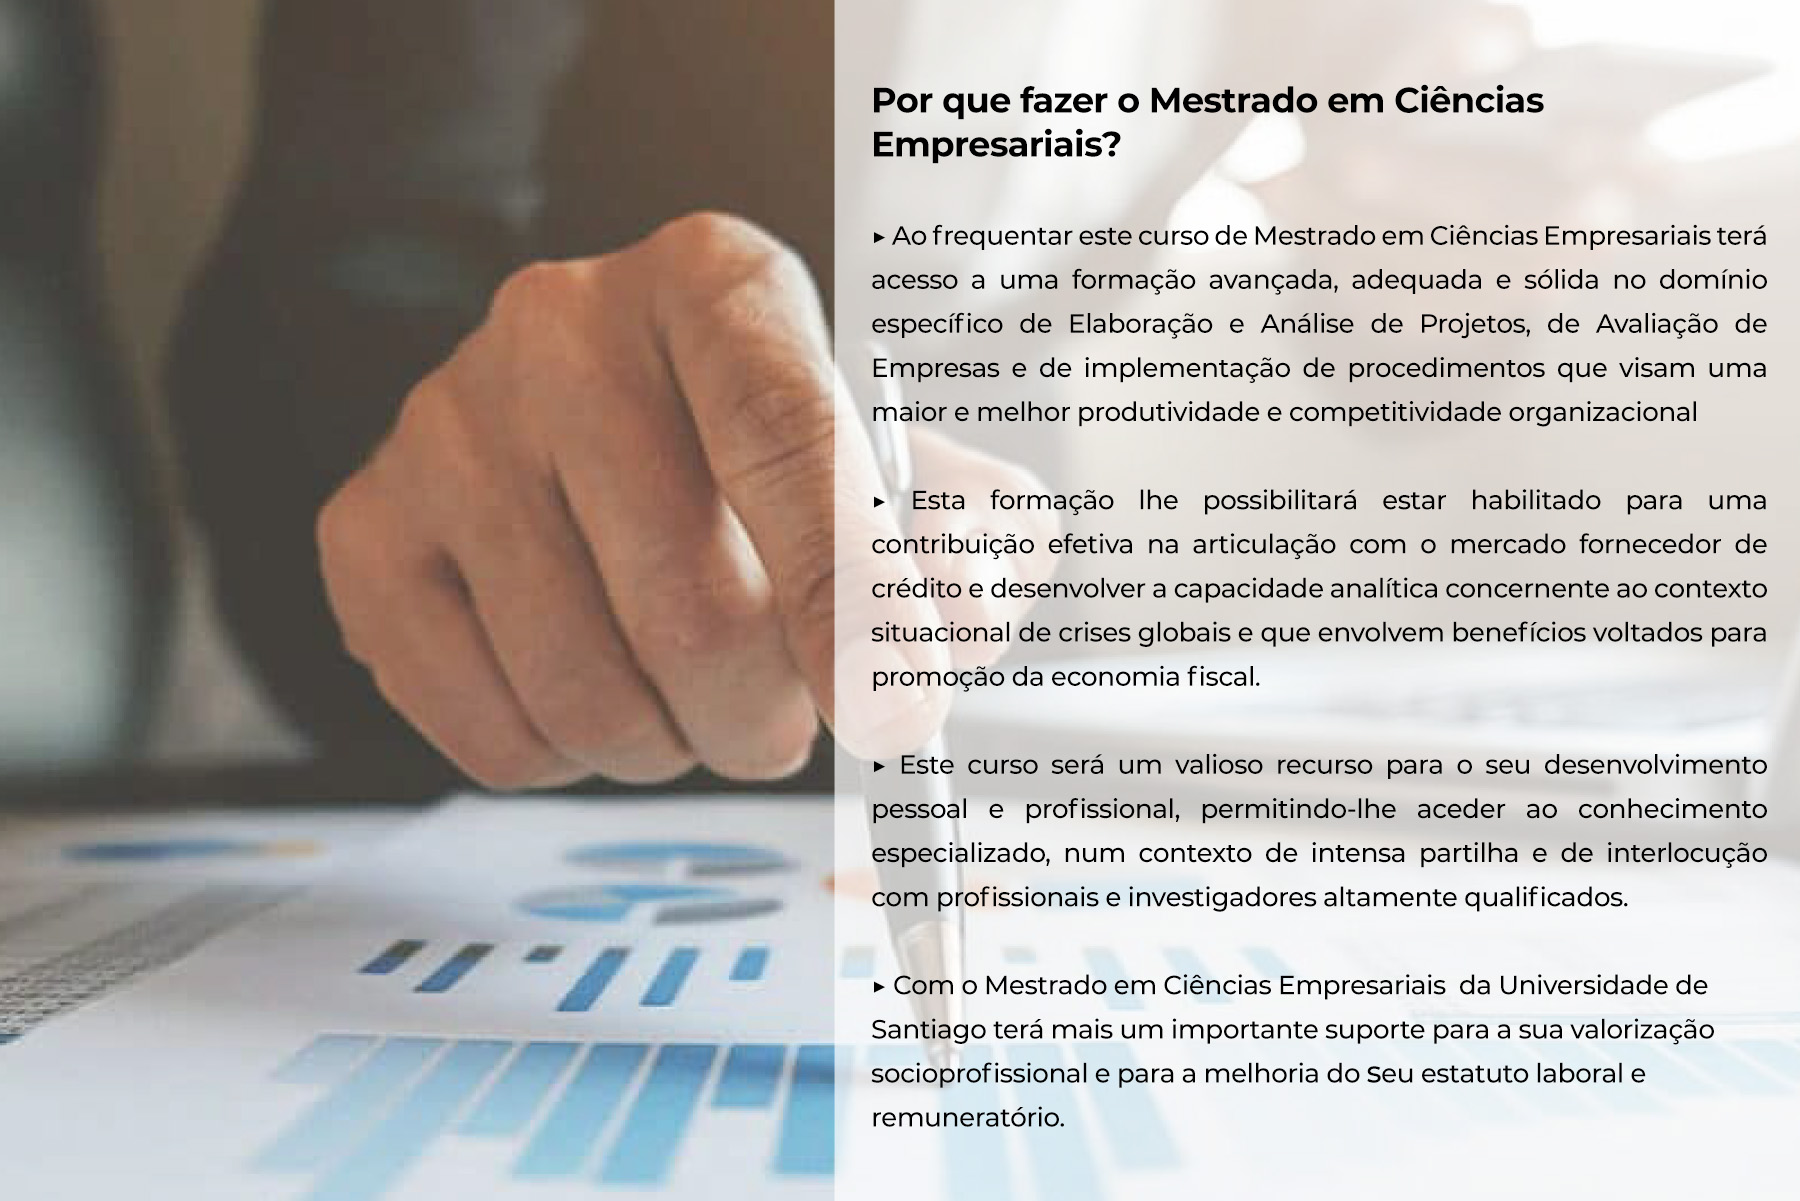 Por que fazer o Mestrado em Ciências
Empresariais?
▸ Ao frequentar este curso de Mestrado em Ciências Empresariais terá
acesso a uma formação avançada, adequada e sólida no domínio
específico de Elaboração e Análise de Projetos, de Avaliação de
Empresas e de implementação de procedimentos que visam uma
maior e melhor produtividade e competitividade organizacional
▸ Esta formação lhe possibilitará estar habilitado para uma
contribuição efetiva na articulação com o mercado fornecedor de
crédito e desenvolver a capacidade analítica concernente ao contexto
situacional de crises globais e que envolvem benefícios voltados para
promoção da economia fiscal.
▸ Este curso será um valioso recurso para o seu desenvolvimento
pessoal e profissional, permitindo-lhe aceder ao conhecimento
especializado, num contexto de intensa partilha e de interlocução
com profissionais e investigadores altamente qualificados.
▸ Com o Mestrado em Ciências Empresariais  da Universidade de
Santiago terá mais um importante suporte para a sua valorização
socioprofissional e para a melhoria do seu estatuto laboral e
remuneratório.